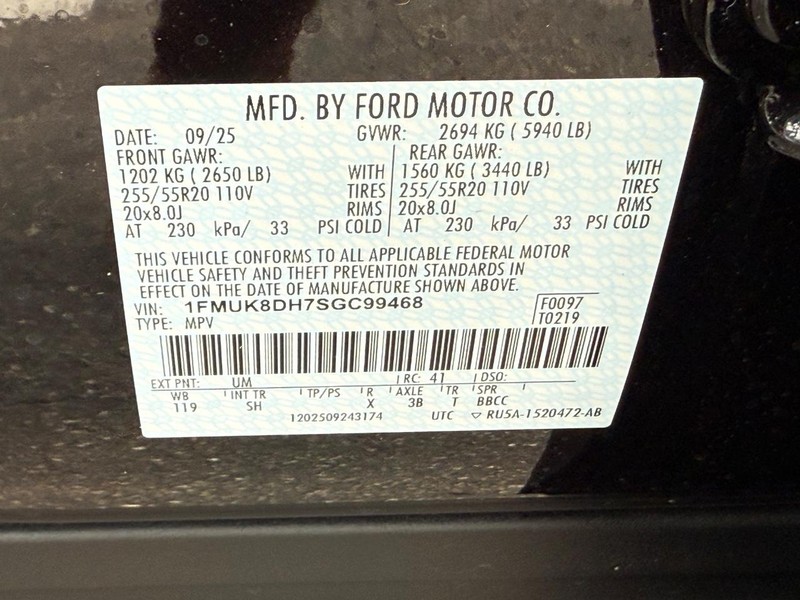 MFD. BY FORD MOTOR CO.
DATE: 09/25 GVWR: 2694 KG ( 5940 LB)
FRONT GAWR: REAR GAWR:
1202 KG ( 2650 LB) WITH 1560 KG ( 3440 LB) WITH
255/55R20 110V TIRES 255/55R20 110V TIRES
20x8.0J RIMS 20x8.0J RIMS
AT 230 kPa/ 33 PSI COLD AT 230 kPa/ 33 PSI COLD
THIS VEHICLE CONFORMS TO ALL APPLICABLE FEDERAL MOTOR
VEHICLE SAFETY AND THEFT PREVENTION STANDARDS IN
EFFECT ON THE DATE OF MANUFACTURE SHOWN ABOVE.
VIN: 1FMUK8DH7SGC99468 F0097
TYPE: MPV T0219
EXT PNT: UM RC: 41 DSO:
WB INT TR TP/PS R AXLE TR SPR
119 SH X 3B T BBCC
1202509243174 UTC RU5A-1520472-AB